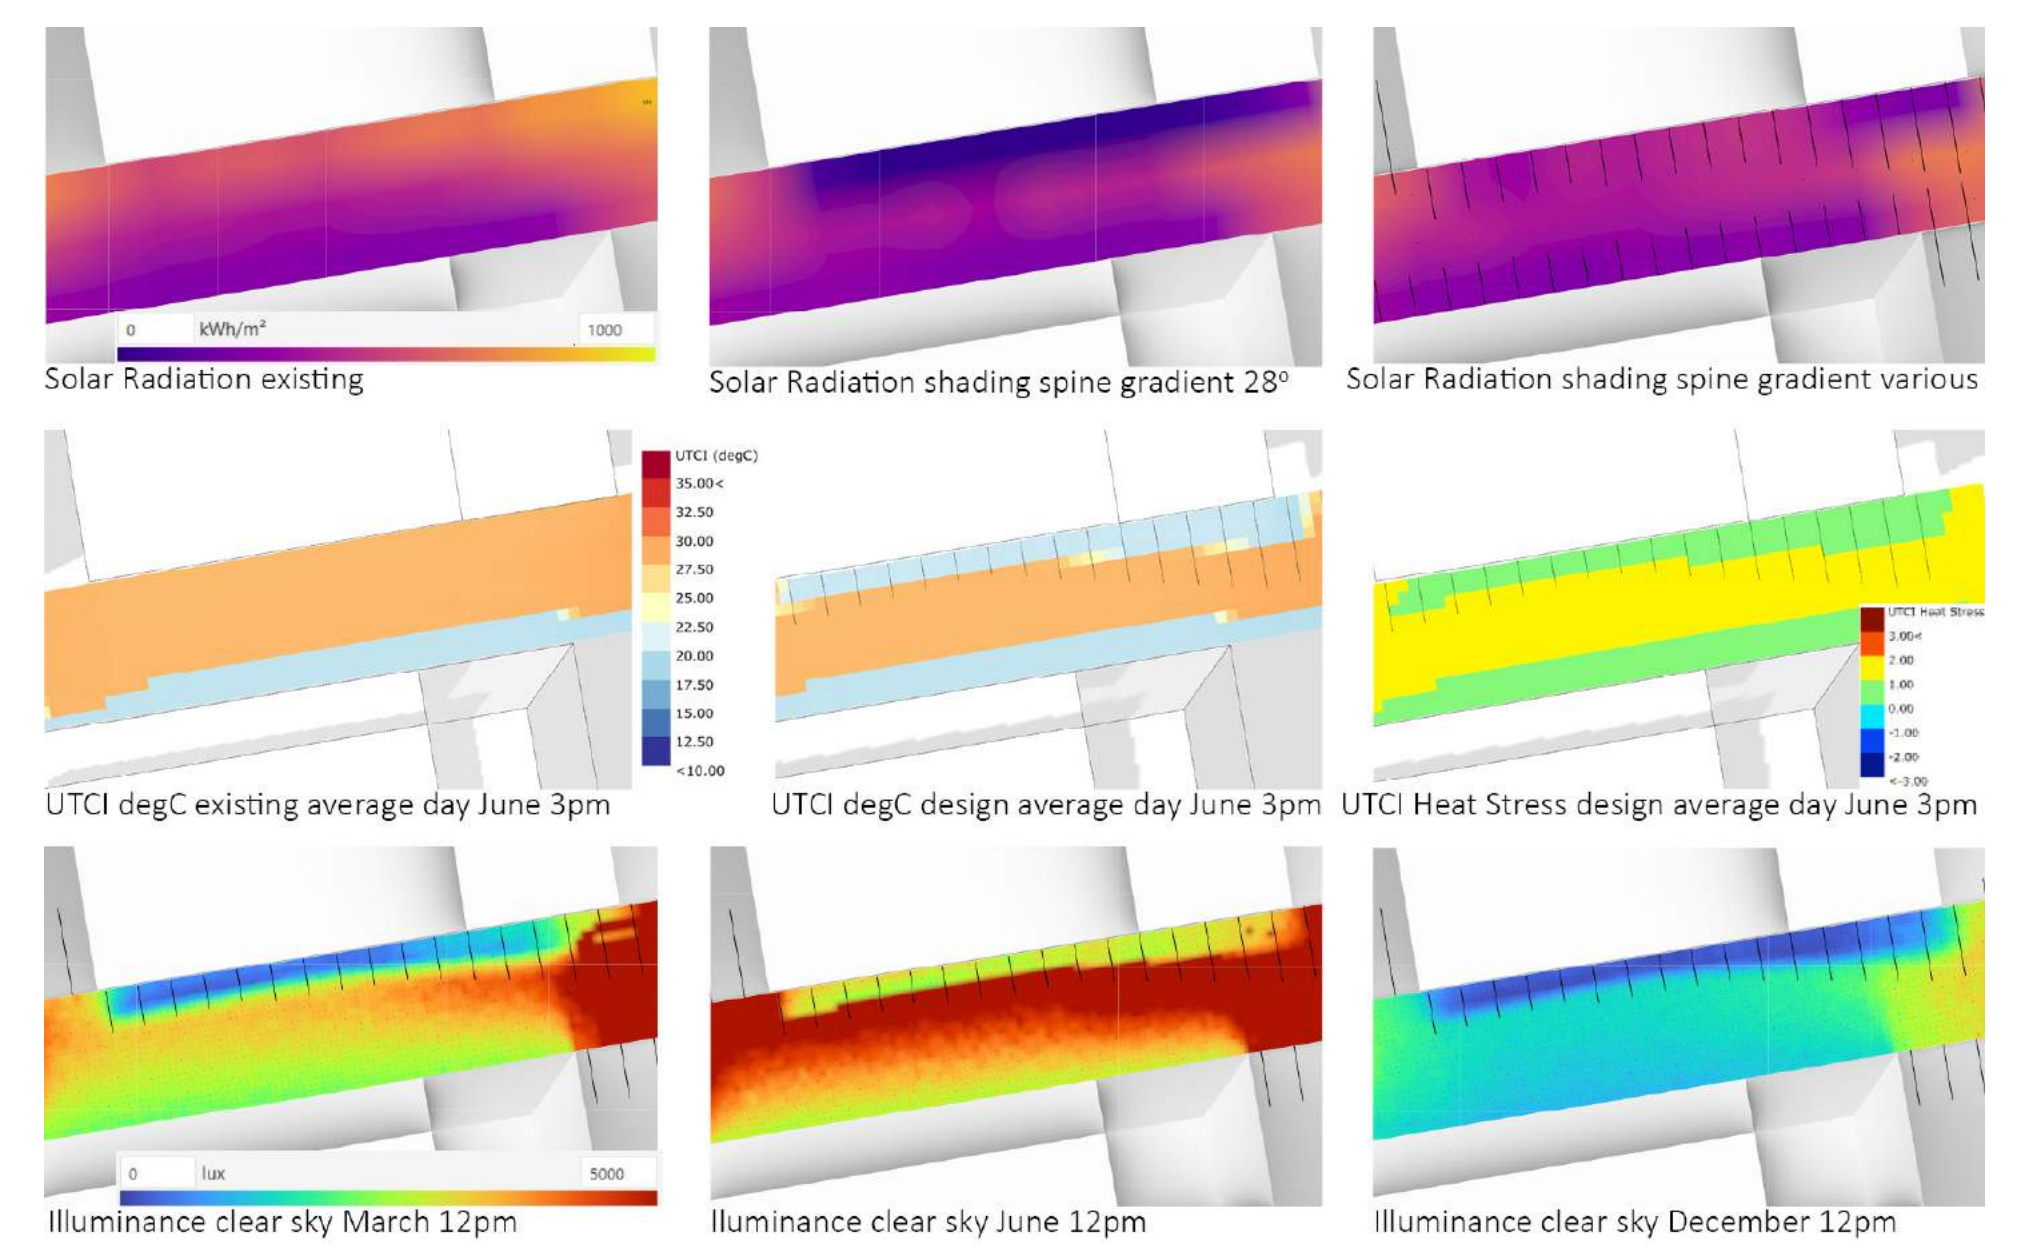 0 kWh/m² 1000
Solar Radiation existing
Solar Radiation shading spine gradient 28º
Solar Radiation shading spine gradient various
UTCI (degC)
35.00<
32.50
30.00
27.50
25.00
22.50
20.00
17.50
15.00
12.50
<10.00
UTCI Heat Stress
3.00<
2.00
1.00
0.00
-1.00
-2.00
<-3.00
UTCI degC existing average day June 3pm
UTCI degC design average day June 3pm
UTCI Heat Stress design average day June 3pm
0 lux 5000
Illuminance clear sky March 12pm
Iluminance clear sky June 12pm
Illuminance clear sky December 12pm